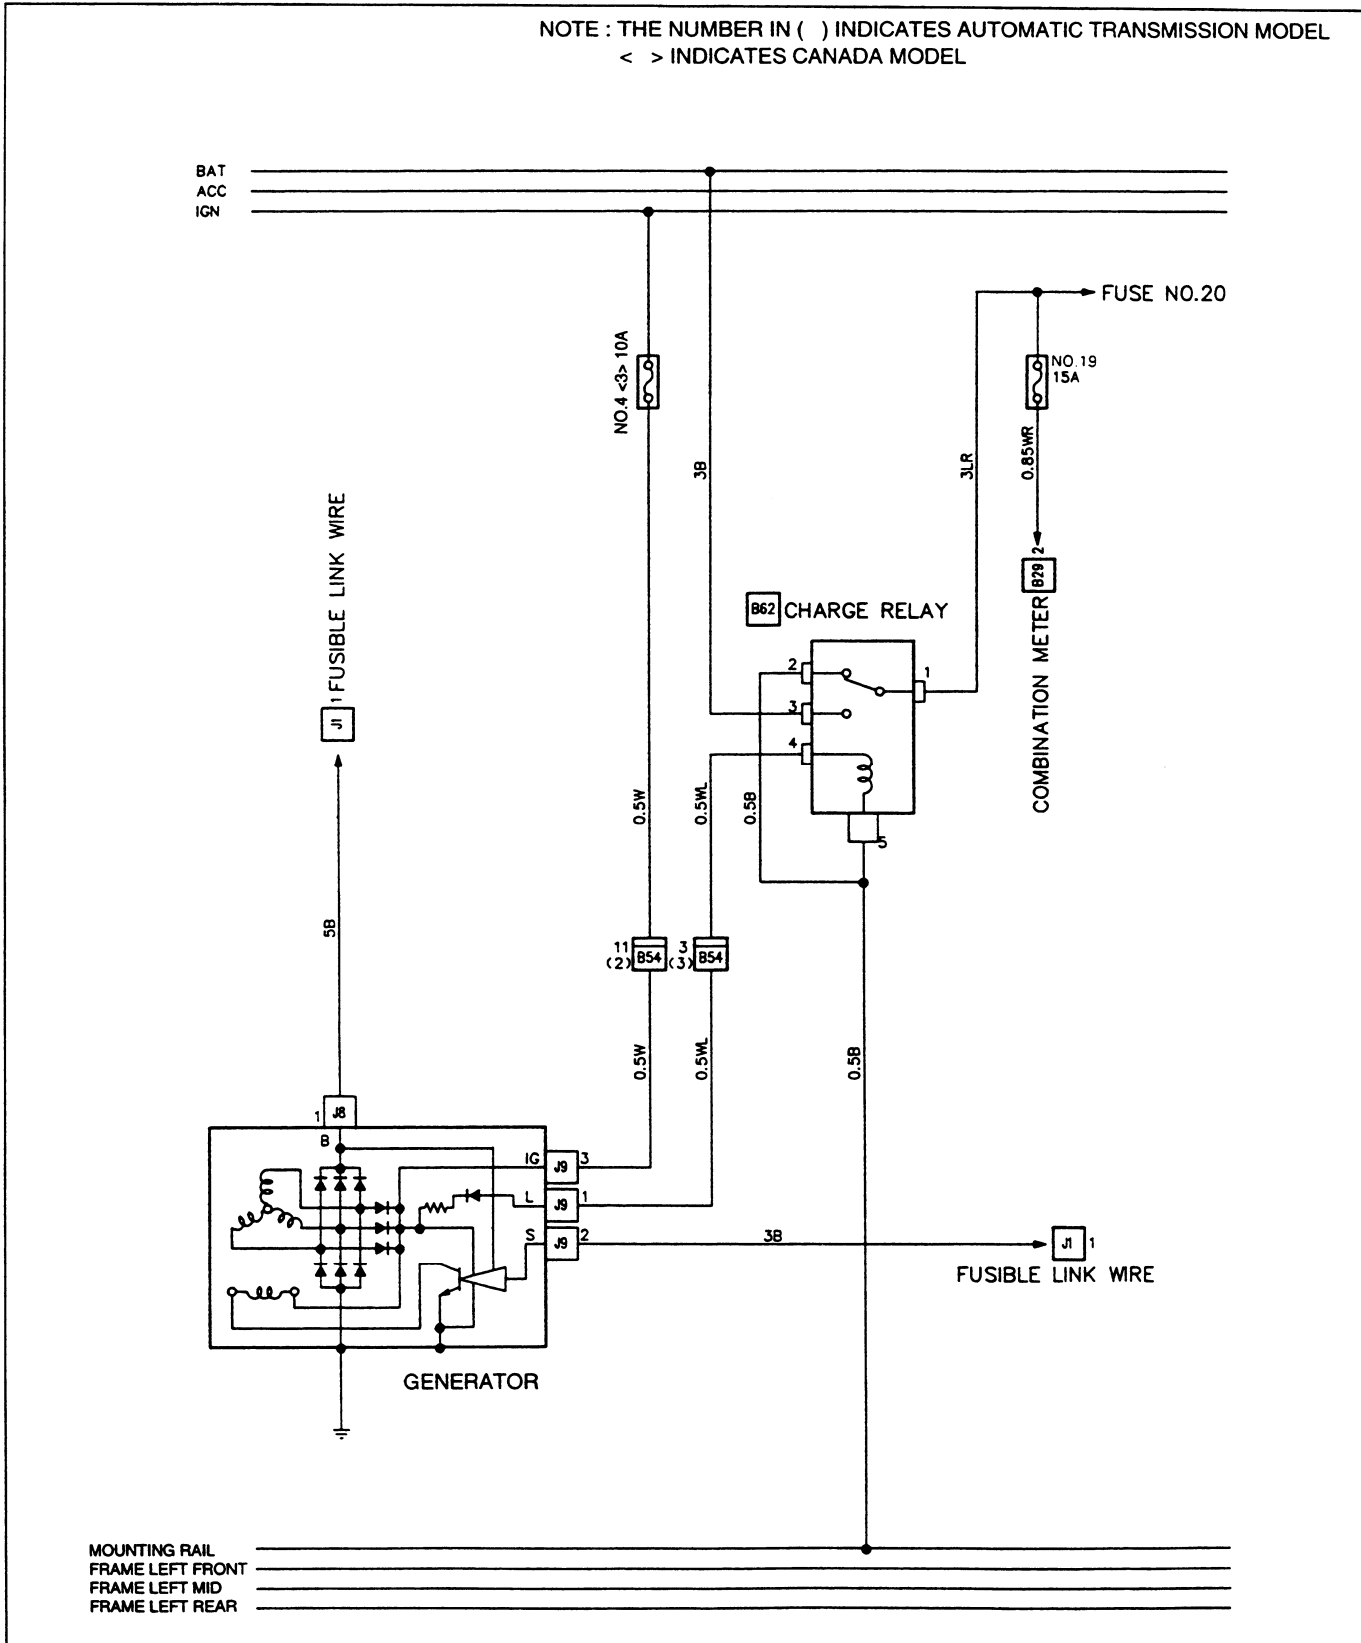 NOTE : THE NUMBER IN (  ) INDICATES AUTOMATIC TRANSMISSION MODEL
<  > INDICATES CANADA MODEL
BAT
ACC
IGN
FUSE NO.20
NO.4 <3> 10A
NO.19
15A
3B
3LR
0.85WR
J1 1 FUSIBLE LINK WIRE
B29 2
COMBINATION METER
B62 CHARGE RELAY
2
1
3
4
5
0.5W
0.5WL
0.5B
5B
11
(2)
B54
3
(3)
B54
0.5W
0.5WL
0.5B
1
J8
B
IG
J9
3
L
J9
1
S
J9
2
3B
J1
1
FUSIBLE LINK WIRE
GENERATOR
MOUNTING RAIL
FRAME LEFT FRONT
FRAME LEFT MID
FRAME LEFT REAR